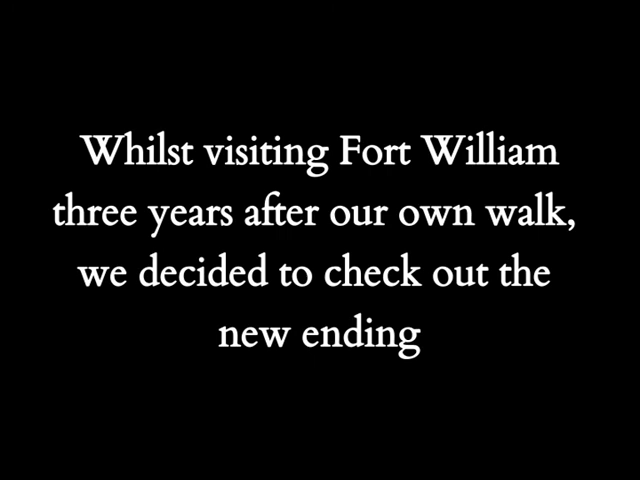 Whilst visiting Fort William
three years after our own walk,
we decided to check out the
new ending